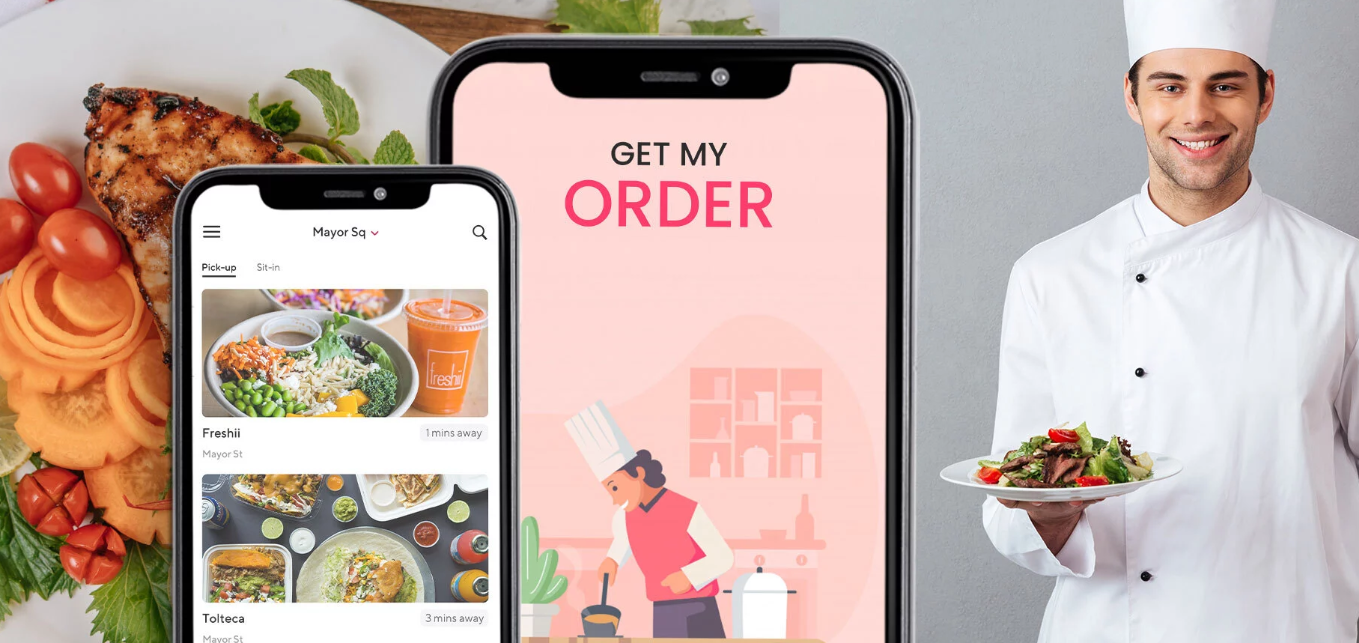 GET MY
ORDER
Mayor Sq
Pick-up Sit-in
freshii
Freshii 1 mins away
Mayor St
Tolteca 3 mins away
Mayor St